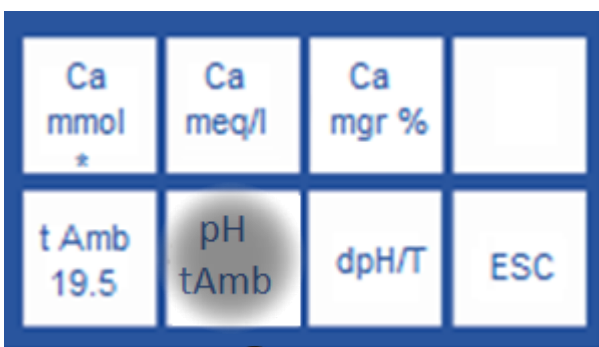 Ca
mmol
*
Ca
meq/l
Ca
mgr %
t Amb
19.5
pH
tAmb
dpH/T
ESC